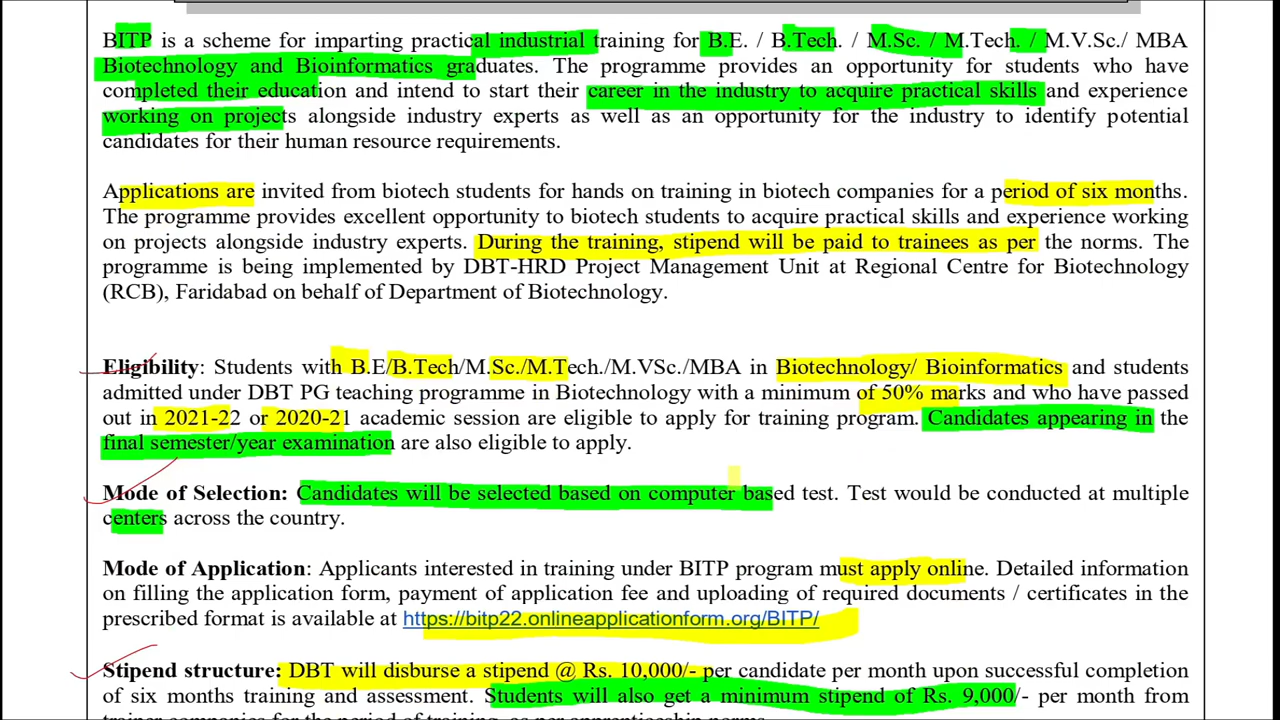 BITP is a scheme for imparting practical industrial training for B.E. / B.Tech. / M.Sc. / M.Tech. / M.V.Sc./ MBA
Biotechnology and Bioinformatics graduates. The programme provides an opportunity for students who have
completed their education and intend to start their career in the industry to acquire practical skills and experience
working on projects alongside industry experts as well as an opportunity for the industry to identify potential
candidates for their human resource requirements.
Applications are invited from biotech students for hands on training in biotech companies for a period of six months.
The programme provides excellent opportunity to biotech students to acquire practical skills and experience working
on projects alongside industry experts. During the training, stipend will be paid to trainees as per the norms. The
programme is being implemented by DBT-HRD Project Management Unit at Regional Centre for Biotechnology
(RCB), Faridabad on behalf of Department of Biotechnology.
Eligibility: Students with B.E/B.Tech/M.Sc./M.Tech./M.VSc./MBA in Biotechnology/ Bioinformatics and students
admitted under DBT PG teaching programme in Biotechnology with a minimum of 50% marks and who have passed
out in 2021-22 or 2020-21 academic session are eligible to apply for training program. Candidates appearing in the
final semester/year examination are also eligible to apply.
Mode of Selection: Candidates will be selected based on computer based test. Test would be conducted at multiple
centers across the country.
Mode of Application: Applicants interested in training under BITP program must apply online. Detailed information
on filling the application form, payment of application fee and uploading of required documents / certificates in the
prescribed format is available at https://bitp22.onlineapplicationform.org/BITP/
Stipend structure: DBT will disburse a stipend @ Rs. 10,000/- per candidate per month upon successful completion
of six months training and assessment. Students will also get a minimum stipend of Rs. 9,000/- per month from
trainer companies for the period of training, as per apprenticeship norms.